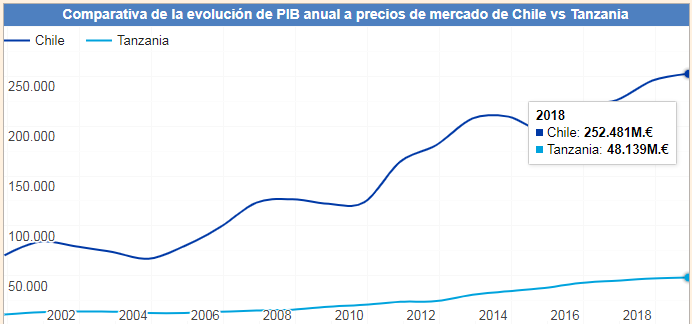 Comparativa de la evolución de PIB anual a precios de mercado de Chile vs Tanzania
Chile Tanzania
250.000
200.000
150.000
100.000
50.000
2018
Chile: 252.481M.€
Tanzania: 48.139M.€
2002 2004 2006 2008 2010 2012 2014 2016 2018